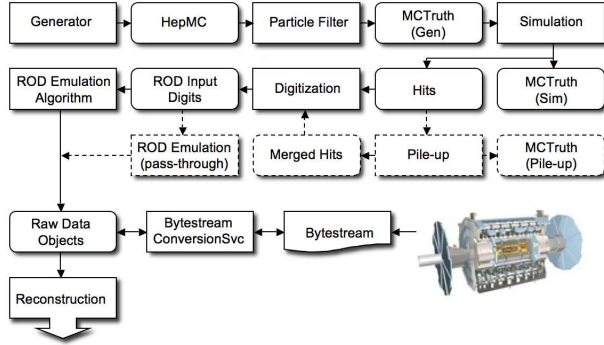 Generator
HepMC
Particle Filter
MCTruth
(Gen)
Simulation
ROD Emulation
Algorithm
ROD Input
Digits
Digitization
Hits
MCTruth
(Sim)
ROD Emulation
(pass-through)
Merged Hits
Pile-up
MCTruth
(Pile-up)
Raw Data
Objects
Bytestream
ConversionSvc
Bytestream
Reconstruction